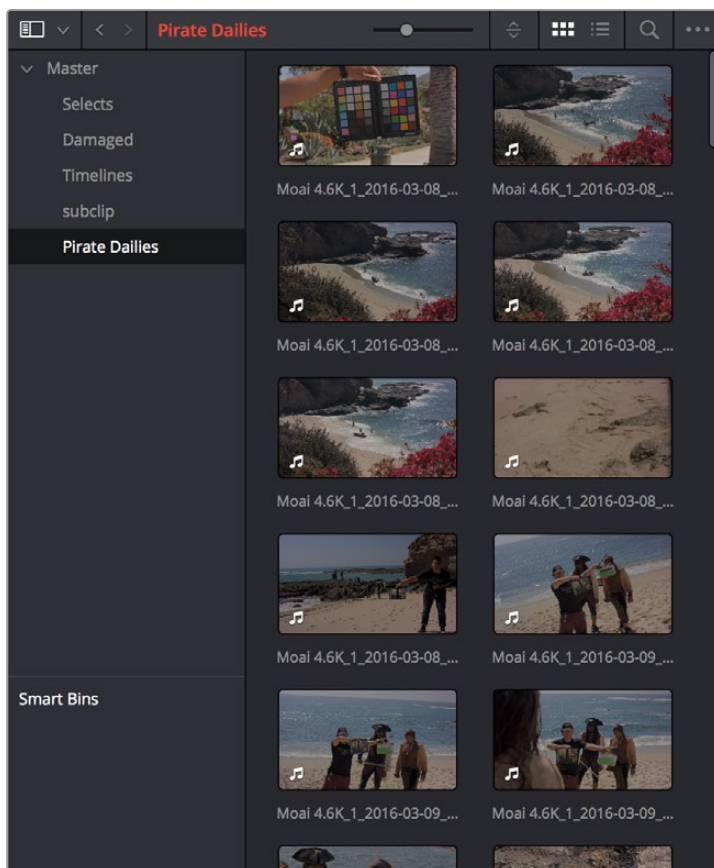 Pirate Dailies
Master
Selects
Damaged
Timelines
subclip
Pirate Dailies
Smart Bins
Moai 4.6K_1_2016-03-08_...
Moai 4.6K_1_2016-03-08_...
Moai 4.6K_1_2016-03-08_...
Moai 4.6K_1_2016-03-08_...
Moai 4.6K_1_2016-03-08_...
Moai 4.6K_1_2016-03-08_...
Moai 4.6K_1_2016-03-08_...
Moai 4.6K_1_2016-03-09_...
Moai 4.6K_1_2016-03-09_...
Moai 4.6K_1_2016-03-09_...